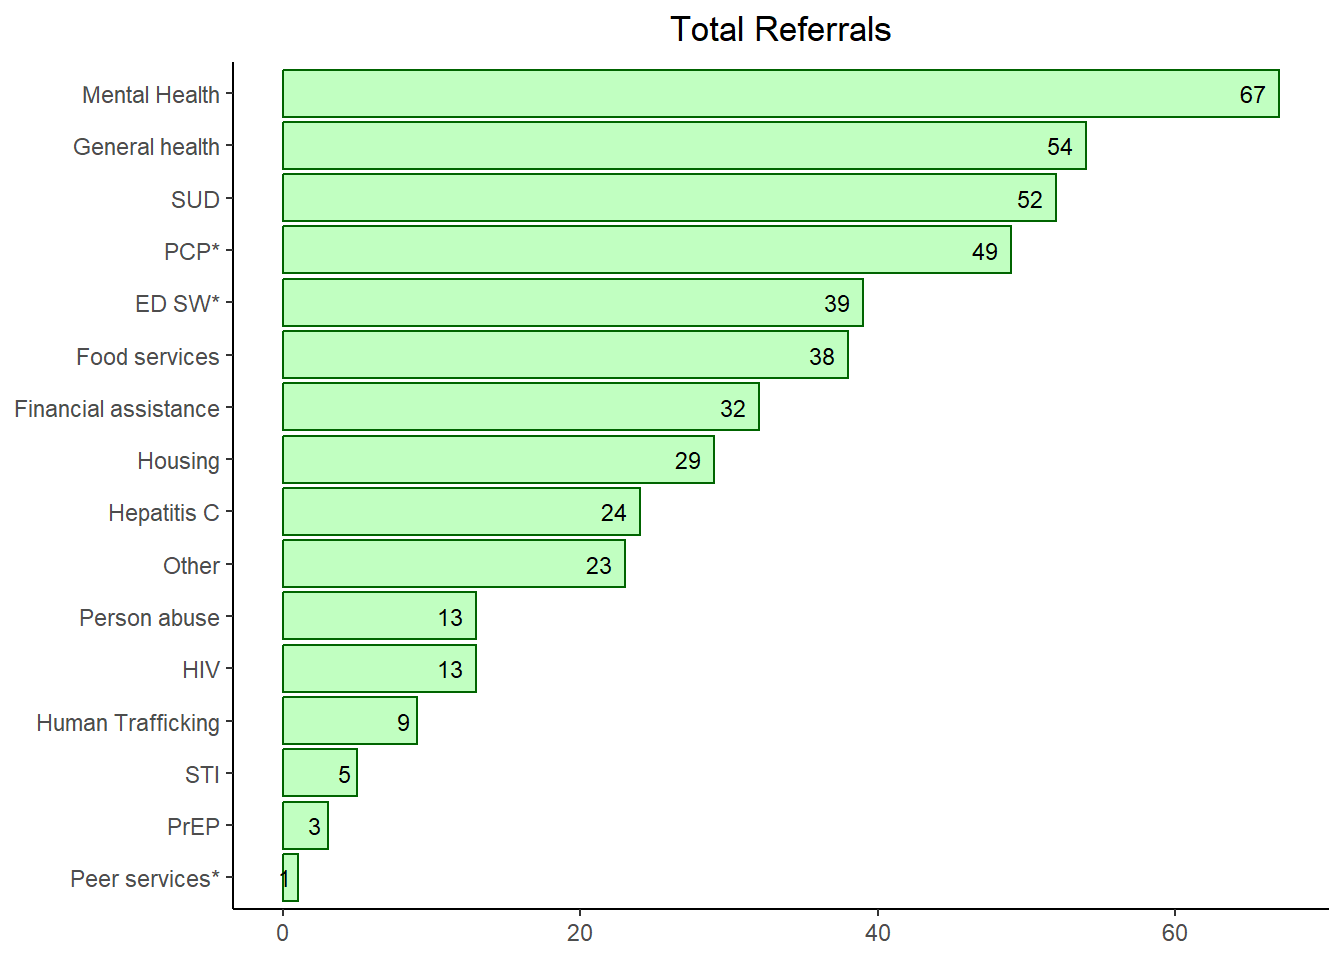 Total Referrals
Mental Health 67
General health 54
SUD 52
PCP* 49
ED SW* 39
Food services 38
Financial assistance 32
Housing 29
Hepatitis C 24
Other 23
Person abuse 13
HIV 13
Human Trafficking 9
STI 5
PrEP 3
Peer services* 1
0 20 40 60